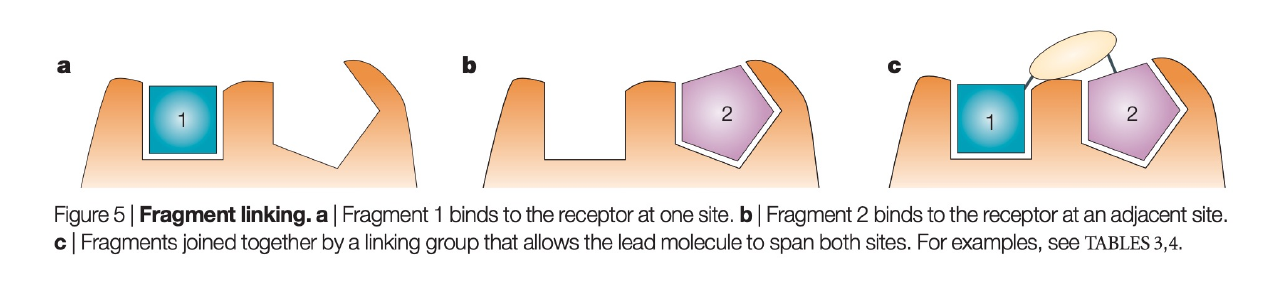 a
b
c
1
2
1
2
Figure 5 | Fragment linking. a | Fragment 1 binds to the receptor at one site. b | Fragment 2 binds to the receptor at an adjacent site.
c | Fragments joined together by a linking group that allows the lead molecule to span both sites. For examples, see TABLES 3,4.